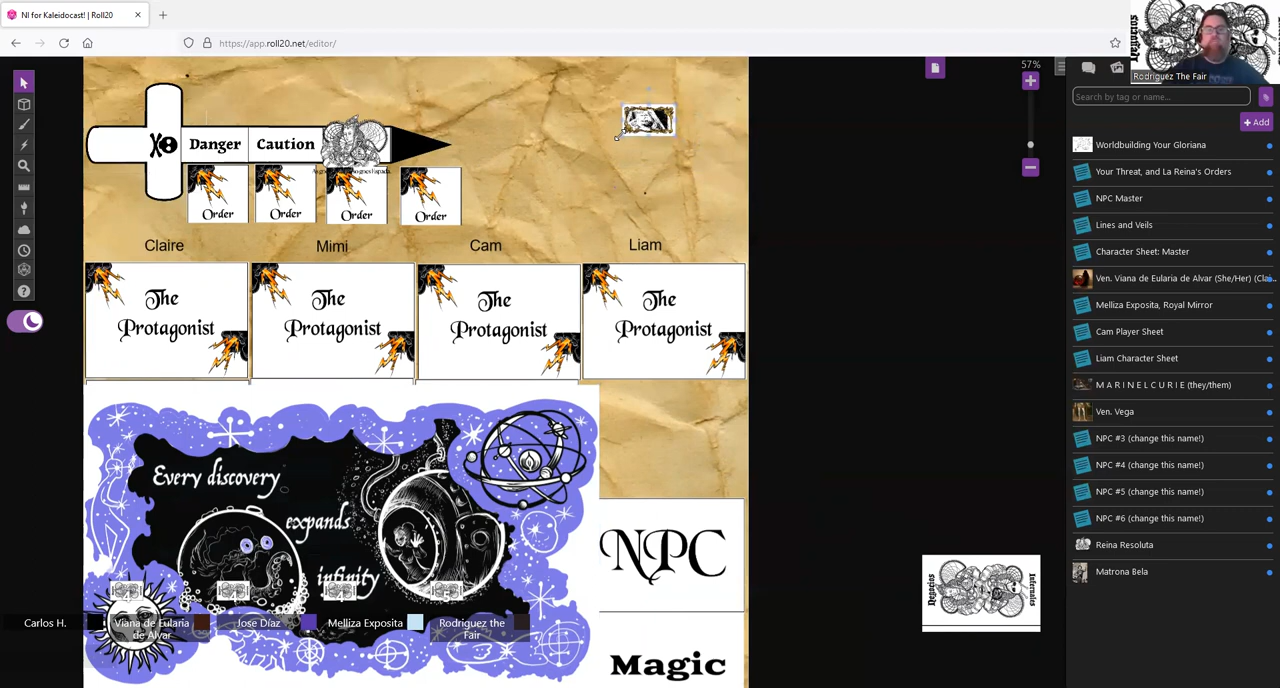 NI for Kaleidocast! | Roll20
https://app.roll20.net/editor/
Rodriguez The Fair
57%
Search by tag or name...
+ Add
Danger
Caution
Order
Order
Order
Order
Claire
Mimi
Cam
Liam
The
Protagonist
The
Protagonist
The
Protagonist
The
Protagonist
Every discovery
expands
infinity
NPC
Magic
Negocios
Infernales
Carlos H.
Viana de Eularia
de Alvar
Jose Díaz
Melliza Exposita
Rodriguez the
Fair
Worldbuilding Your Gloriana
Your Threat, and La Reina's Orders
NPC Master
Lines and Veils
Character Sheet: Master
Ven. Viana de Eularia de Alvar (She/Her) (Clai...
Melliza Exposita, Royal Mirror
Cam Player Sheet
Liam Character Sheet
M A R I N E L C U R I E (they/them)
Ven. Vega
NPC #3 (change this name!)
NPC #4 (change this name!)
NPC #5 (change this name!)
NPC #6 (change this name!)
Reina Resoluta
Matrona Bela